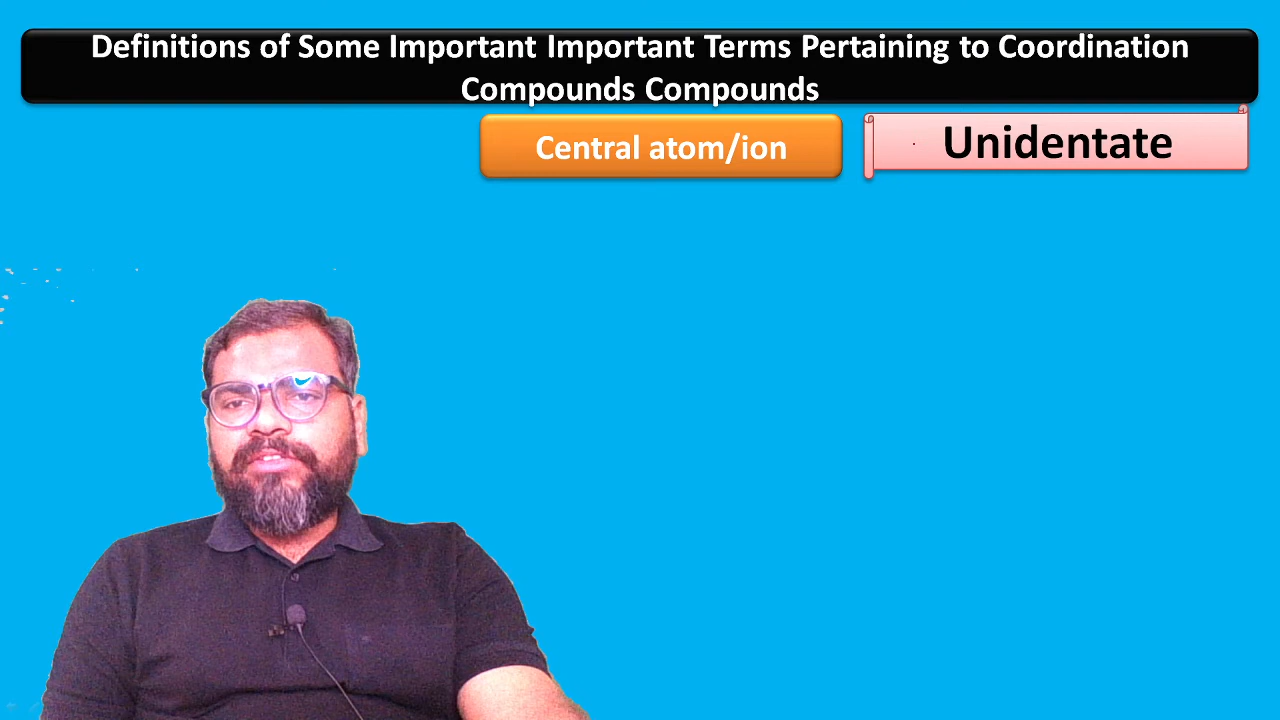 Definitions of Some Important Important Terms Pertaining to Coordination
Compounds Compounds
Central atom/ion
Unidentate